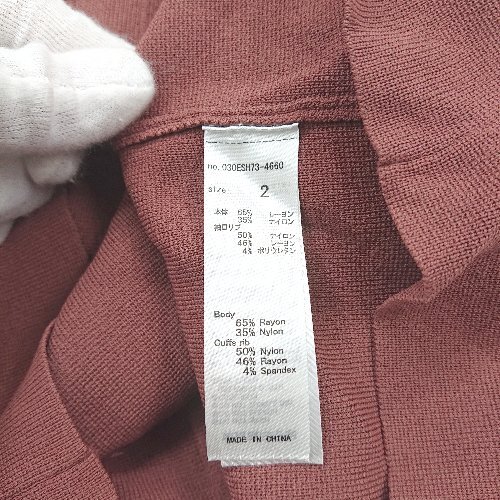 no. 030ESH73-4660
size 2
本体 65% レーヨン
35% ナイロン
袖口リブ
50% ナイロン
46% レーヨン
4% ポリウレタン
Body
65% Rayon
35% Nylon
Cuffs rib
50% Nylon
46% Rayon
4% Spandex
MADE IN CHINA